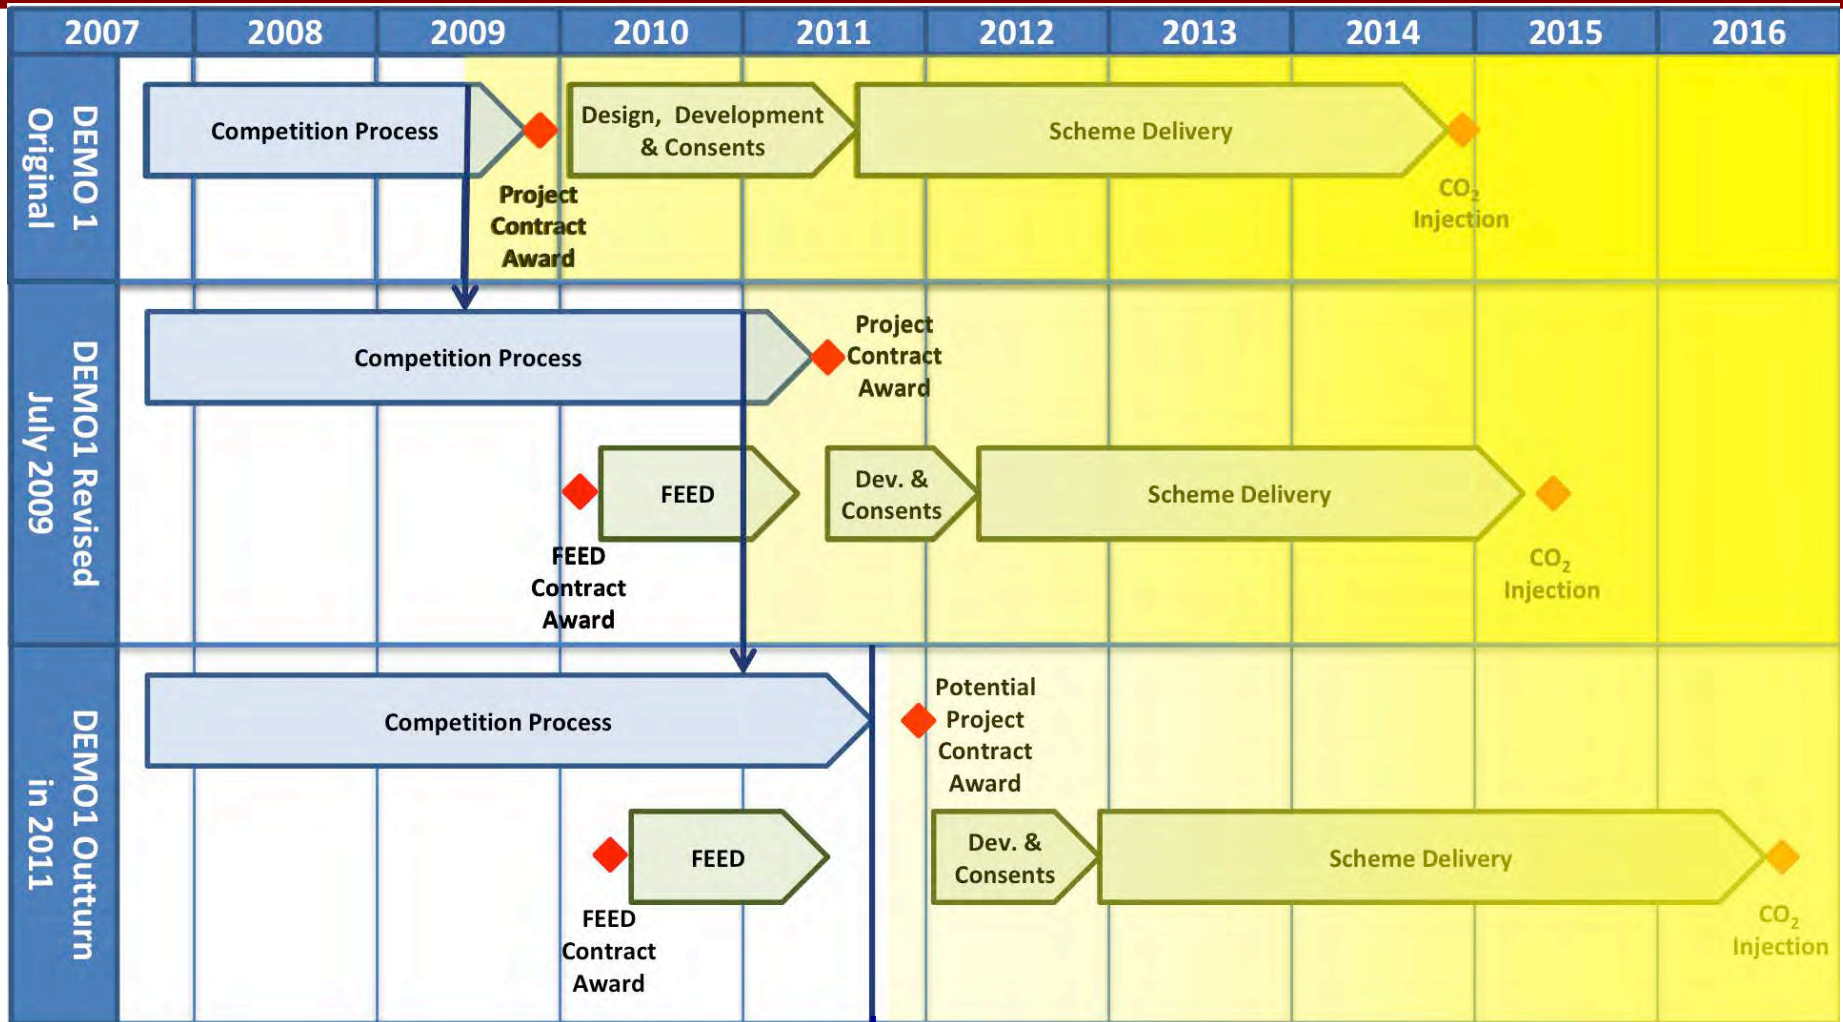 2007 2008 2009 2010 2011 2012 2013 2014 2015 2016
DEMO 1
Original
Competition Process
Project
Contract
Award
Design, Development
& Consents
Scheme Delivery
CO₂
Injection
DEMO1 Revised
July 2009
Competition Process
Project
Contract
Award
FEED
Contract
Award
FEED
Dev. &
Consents
Scheme Delivery
CO₂
Injection
DEMO1 Outturn
in 2011
Competition Process
Potential
Project
Contract
Award
FEED
Contract
Award
FEED
Dev. &
Consents
Scheme Delivery
CO₂
Injection